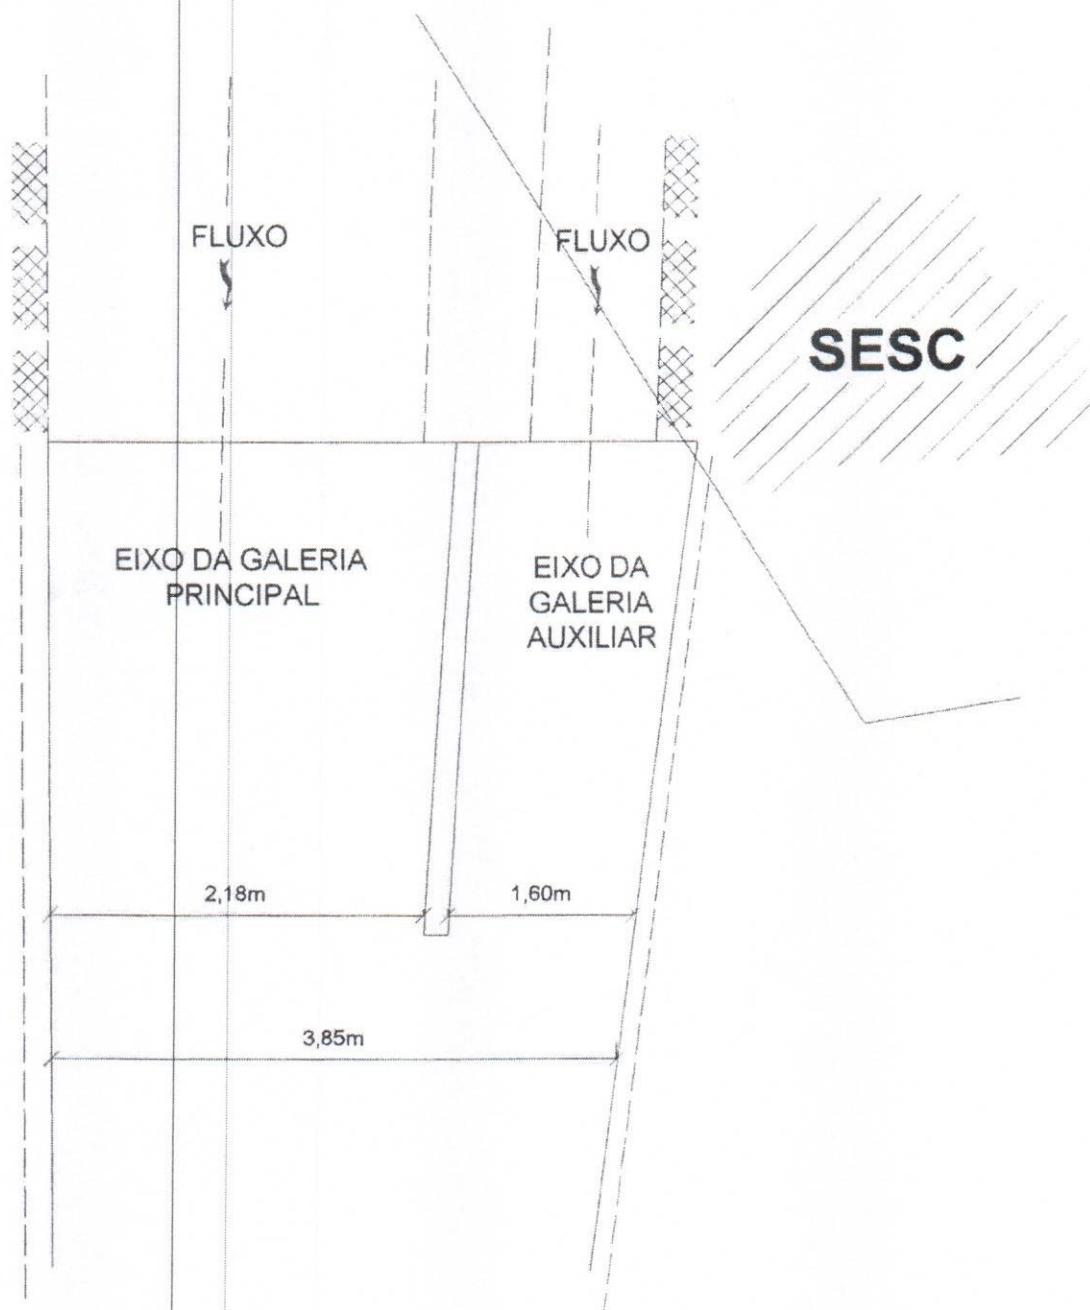 FLUXO
FLUXO
SESC
EIXO DA GALERIA
PRINCIPAL
EIXO DA
GALERIA
AUXILIAR
2,18m
1,60m
3,85m